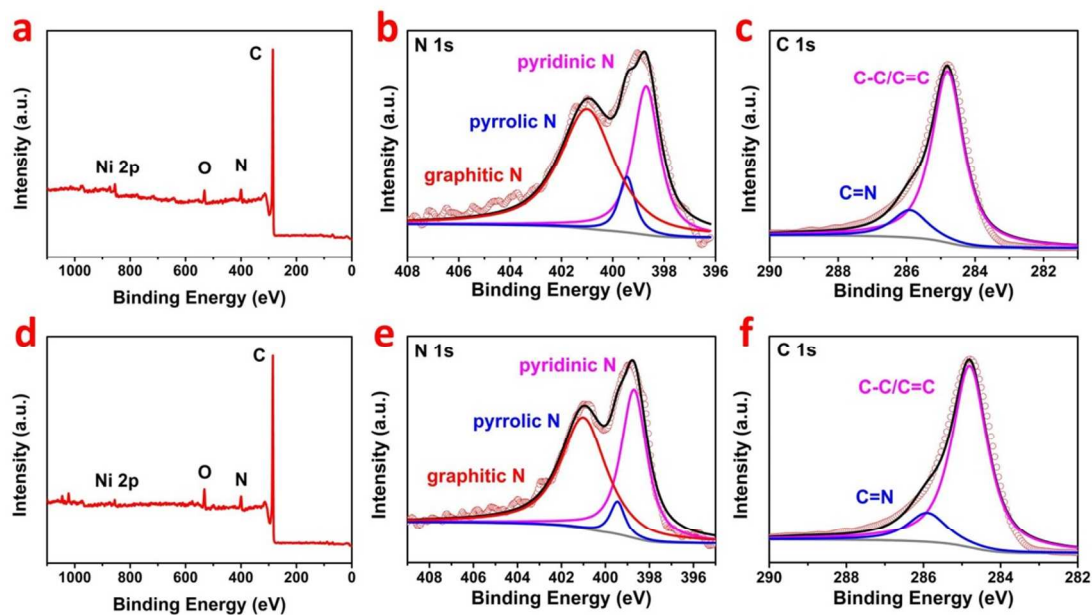 a
C
Ni 2p
O
N
Intensity (a.u.)
1000 800 600 400 200 0
Binding Energy (eV)
b
N 1s
pyridinic N
pyrrolic N
graphitic N
Intensity (a.u.)
408 406 404 402 400 398 396
Binding Energy (eV)
c
C 1s
C-C/C=C
C=N
Intensity (a.u.)
290 288 286 284 282
Binding Energy (eV)
d
C
Ni 2p
O
N
Intensity (a.u.)
1000 800 600 400 200 0
Binding Energy (eV)
e
N 1s
pyridinic N
pyrrolic N
graphitic N
Intensity (a.u.)
408 406 404 402 400 398 396
Binding Energy (eV)
f
C 1s
C-C/C=C
C=N
Intensity (a.u.)
290 288 286 284 282
Binding Energy (eV)